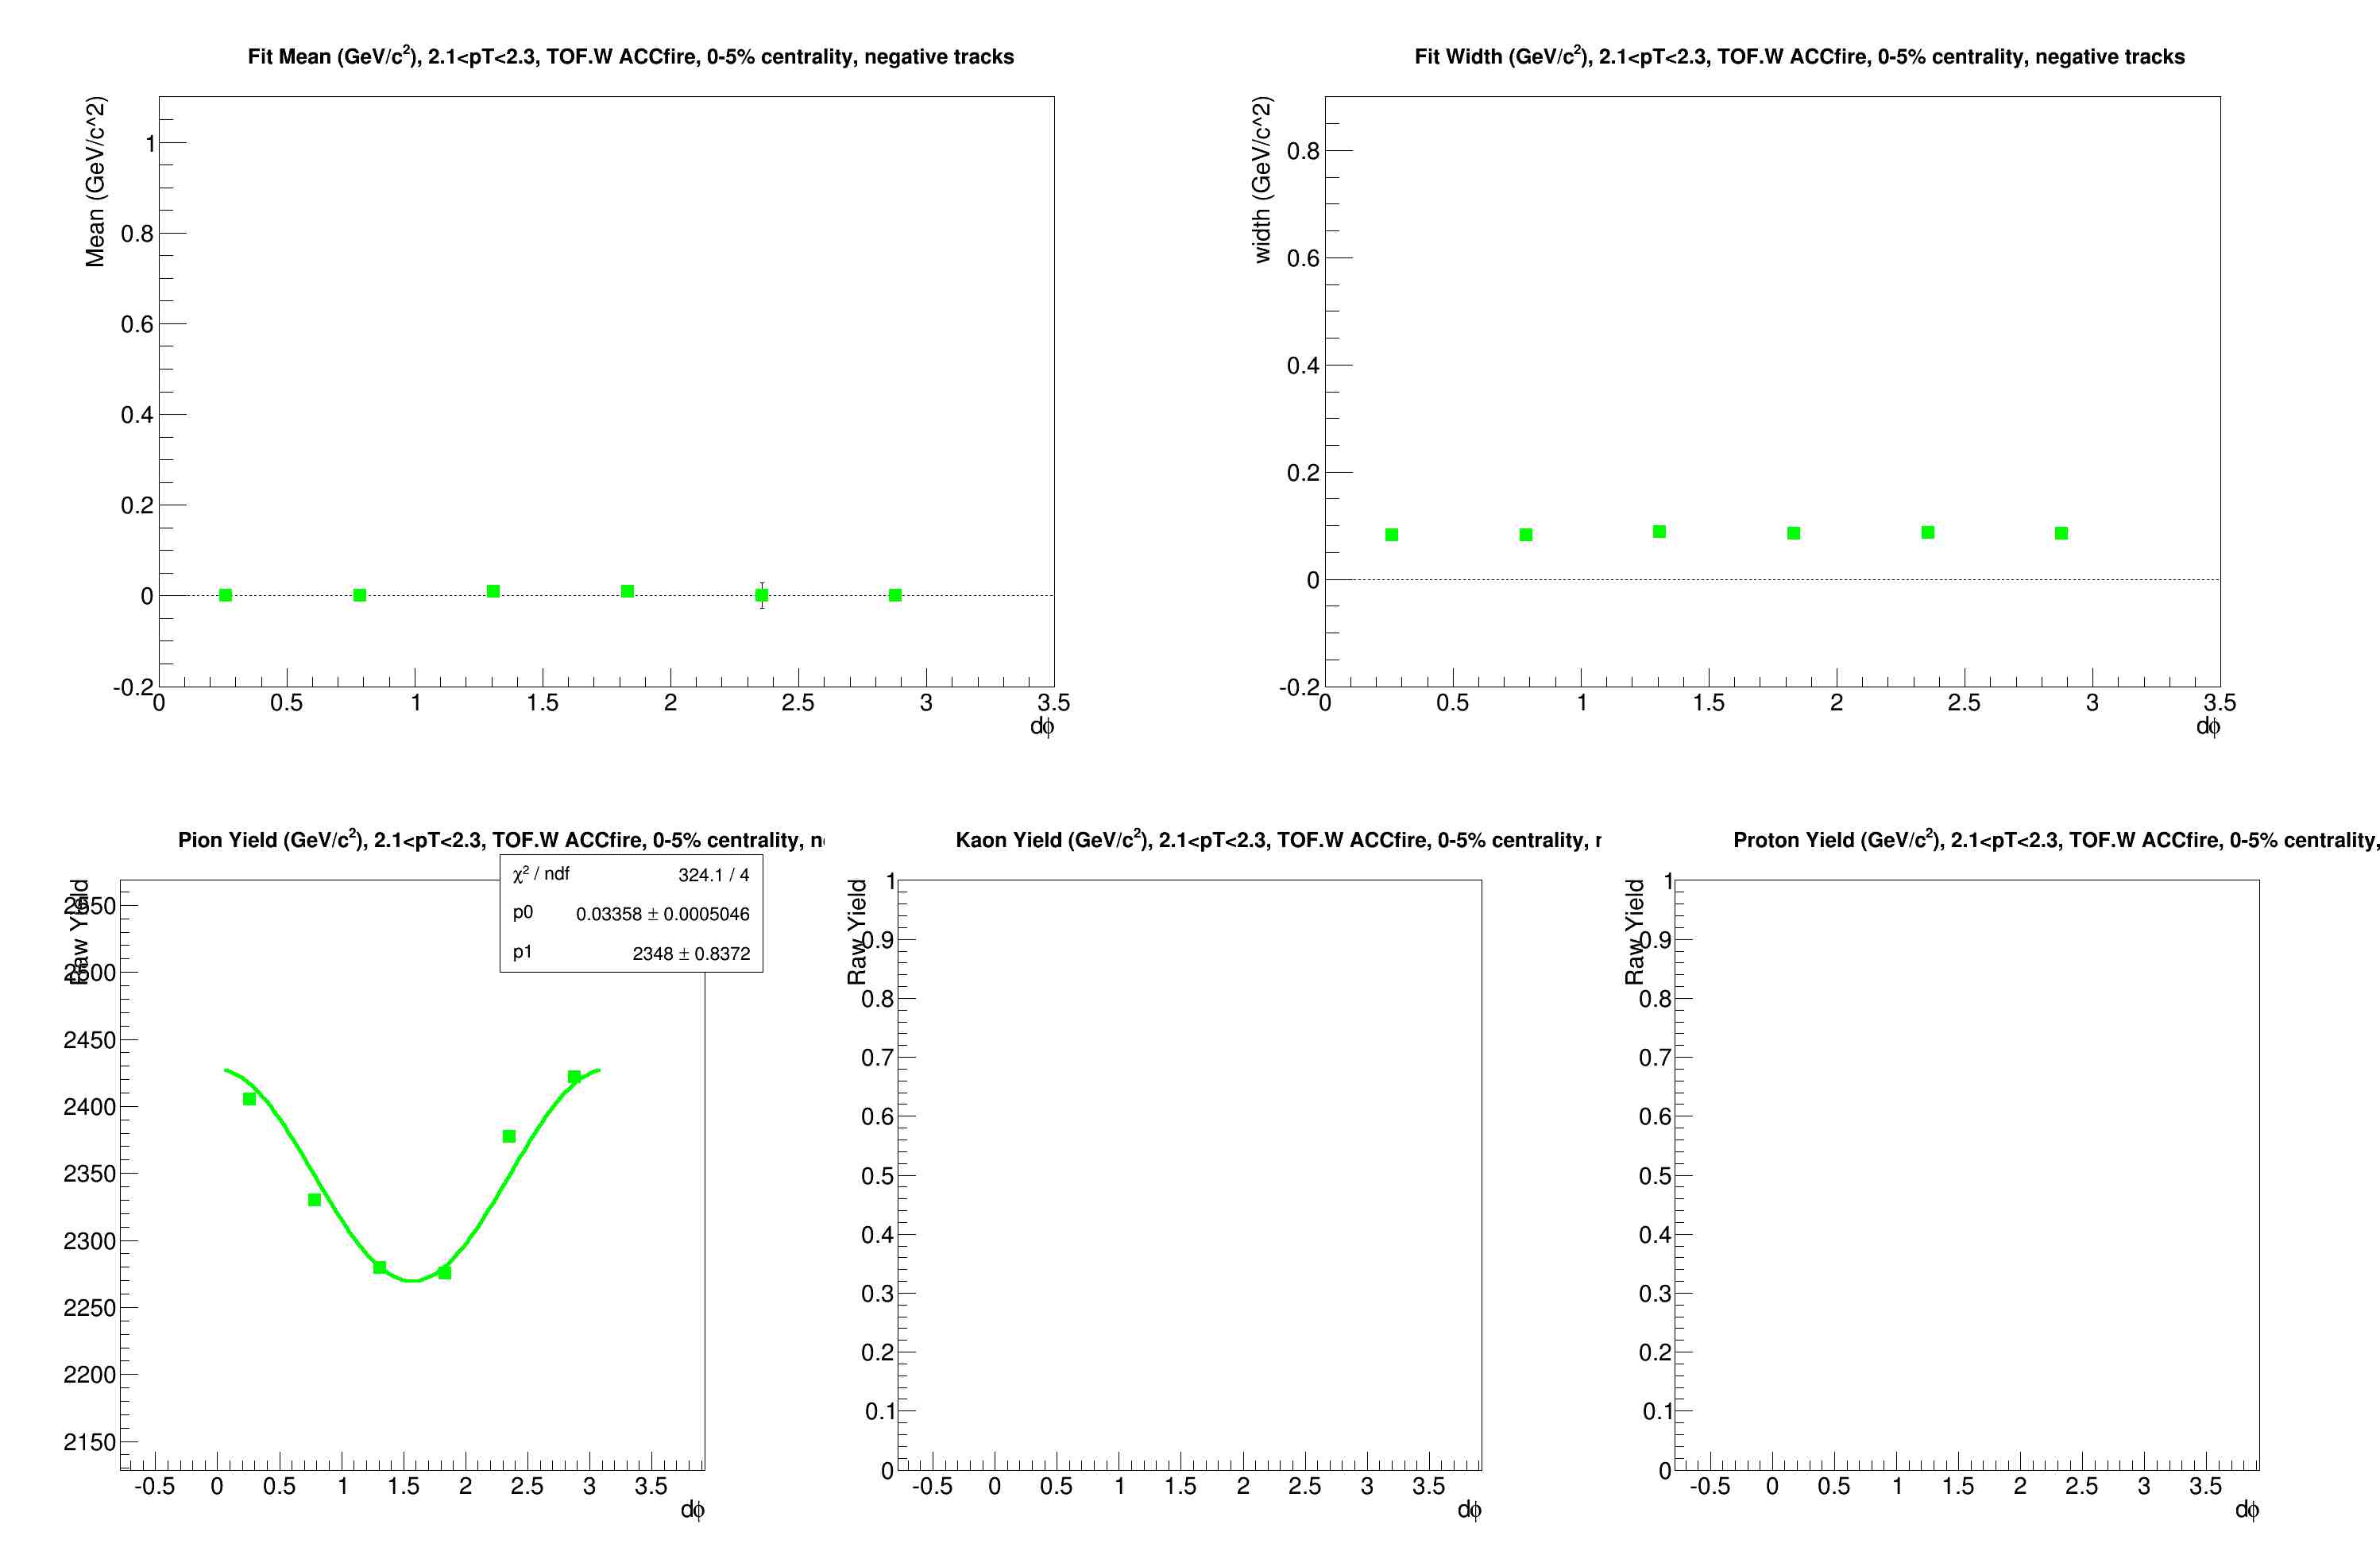 Fit Mean (GeV/c2), 2.1<pT<2.3, TOF.W ACCfire, 0-5% centrality, negative tracks
Mean (GeV/c^2)
1
0.8
0.6
0.4
0.2
0
-0.2
0 0.5 1 1.5 2 2.5 3 3.5
dϕ
Fit Width (GeV/c2), 2.1<pT<2.3, TOF.W ACCfire, 0-5% centrality, negative tracks
width (GeV/c^2)
0.8
0.6
0.4
0.2
0
-0.2
0 0.5 1 1.5 2 2.5 3 3.5
dϕ
Pion Yield (GeV/c2), 2.1<pT<2.3, TOF.W ACCfire, 0-5% centrality,
χ2 / ndf 324.1 / 4
p0 0.03358 ± 0.0005046
p1 2348 ± 0.8372
Raw Yield
2650
2600
2450
2400
2350
2300
2250
2200
2150
-0.5 0 0.5 1 1.5 2 2.5 3 3.5
dϕ
Kaon Yield (GeV/c2), 2.1<pT<2.3, TOF.W ACCfire, 0-5% centrality,
Raw Yield
1
0.9
0.8
0.7
0.6
0.5
0.4
0.3
0.2
0.1
0
-0.5 0 0.5 1 1.5 2 2.5 3 3.5
dϕ
Proton Yield (GeV/c2), 2.1<pT<2.3, TOF.W ACCfire, 0-5% centrality,
Raw Yield
1
0.9
0.8
0.7
0.6
0.5
0.4
0.3
0.2
0.1
0
-0.5 0 0.5 1 1.5 2 2.5 3 3.5
dϕ